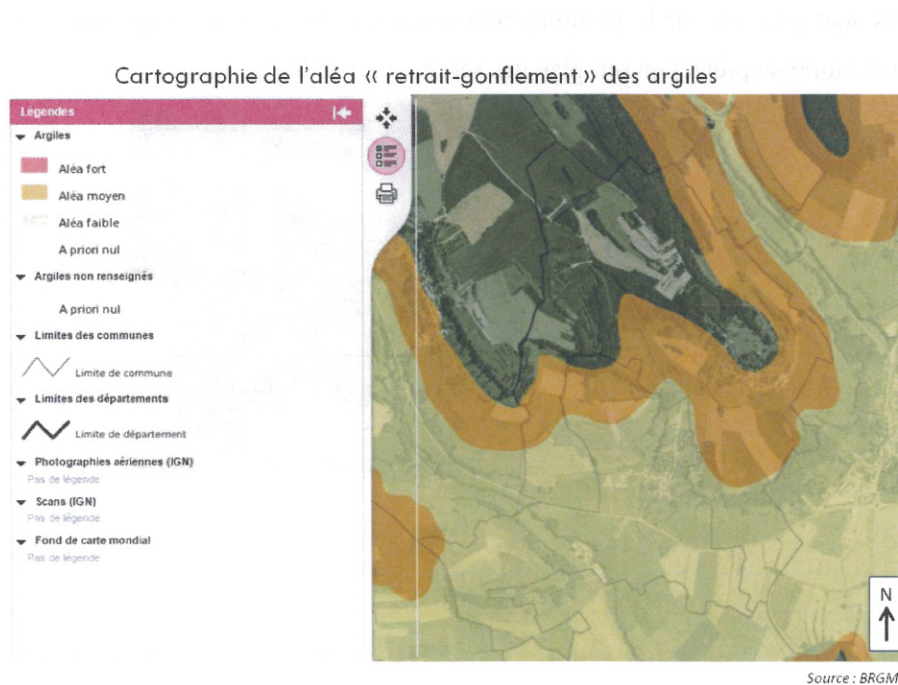 Cartographie de l'aléa « retrait-gonflement » des argiles
Légendes
Argiles
Aléa fort
Aléa moyen
Aléa faible
A priori nul
Argiles non renseignés
A priori nul
Limites des communes
Limite de commune
Limites des départements
Limite de département
Photographies aériennes (IGN)
Pas de légende
Scans (IGN)
Pas de légende
Fond de carte mondial
Pas de légende
N
Source : BRGM